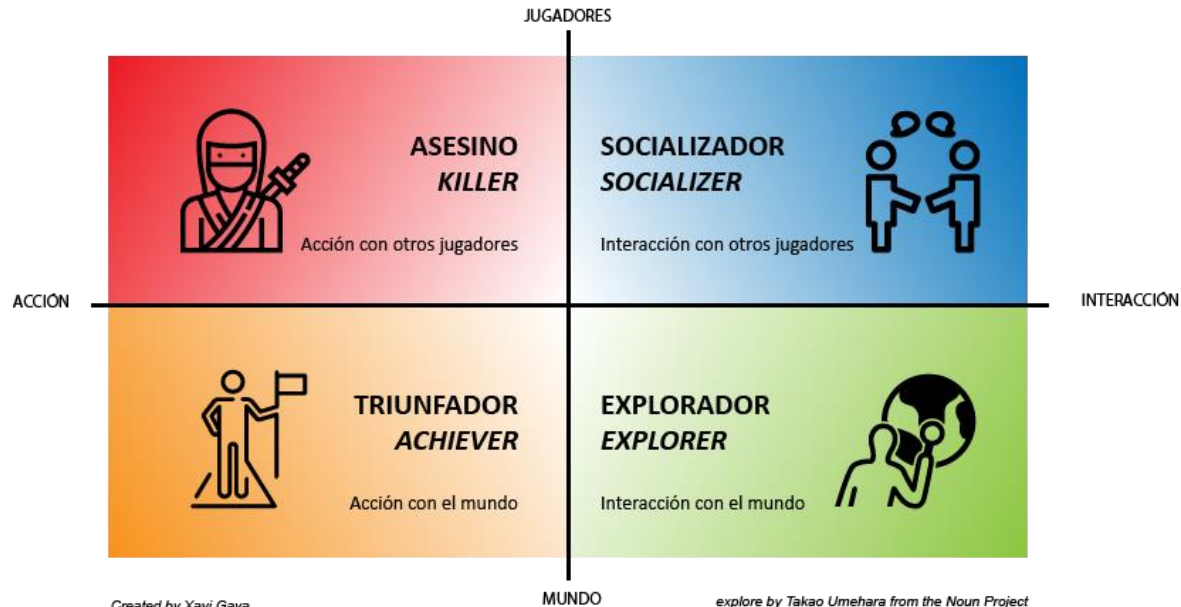 JUGADORES
ASESINO
KILLER
Acción con otros jugadores
SOCIALIZADOR
SOCIALIZER
Interacción con otros jugadores
ACCIÓN
INTERACCIÓN
TRIUNFADOR
ACHIEVER
Acción con el mundo
EXPLORADOR
EXPLORER
Interacción con el mundo
MUNDO
Created by Xavi Gaya
explore by Takao Umehara from the Noun Project